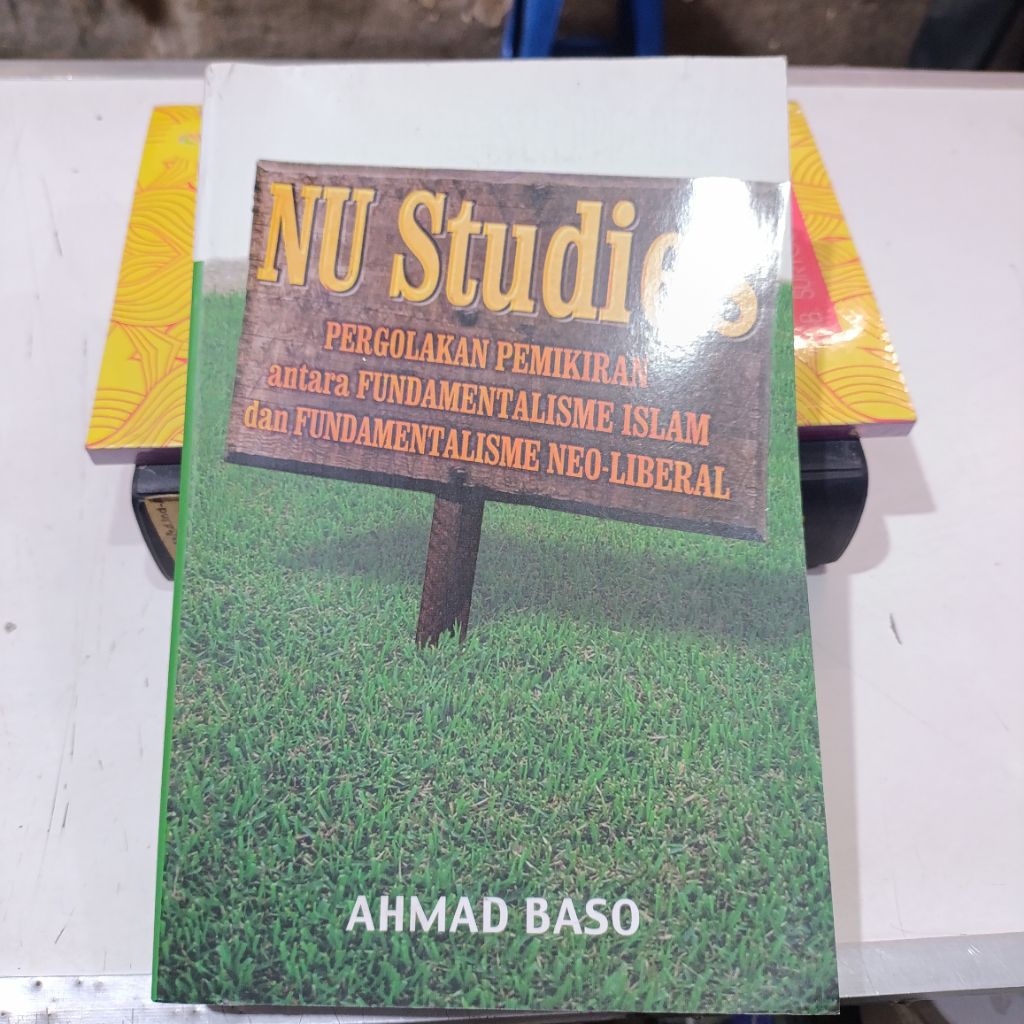 NU Studies
PERGOLAKAN PEMIKIRAN
antara FUNDAMENTALISME ISLAM
dan FUNDAMENTALISME NEO-LIBERAL
AHMAD BASO